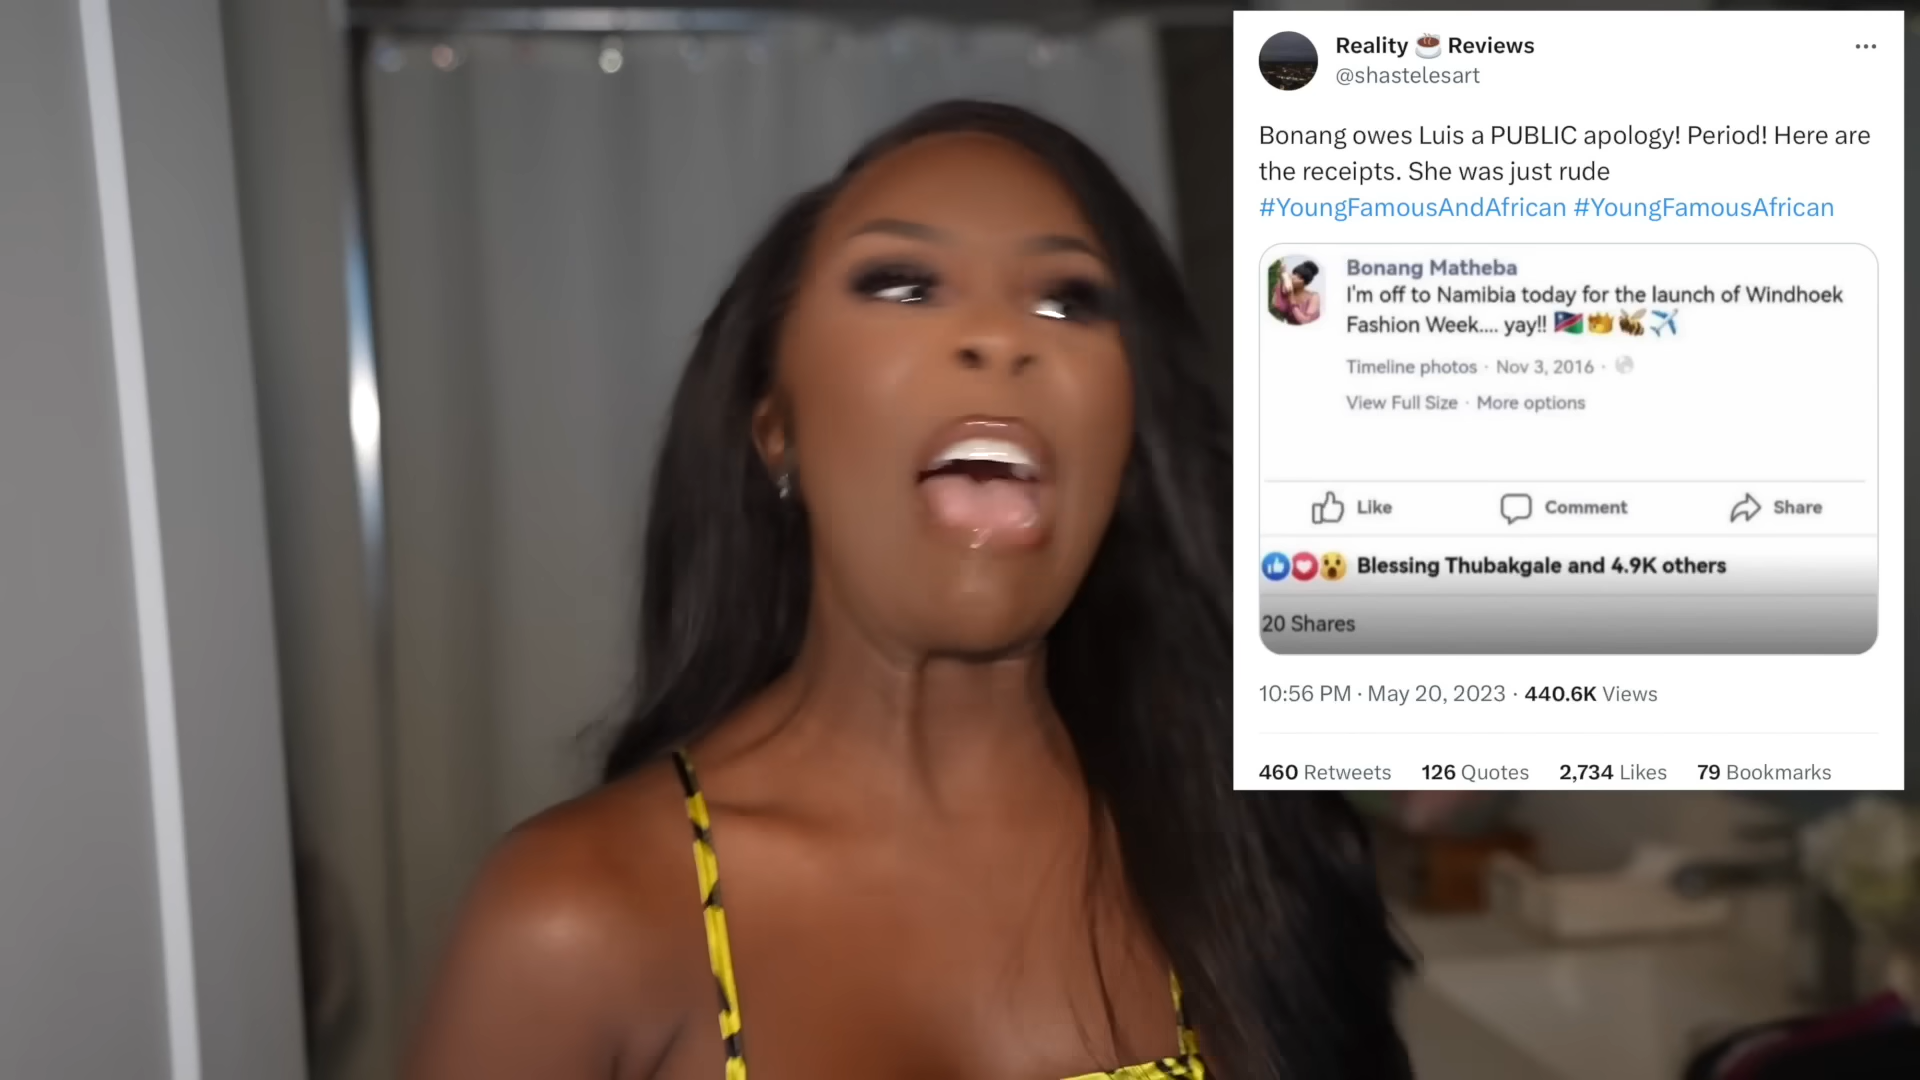 Reality ☕ Reviews
@shastelesart
Bonang owes Luis a PUBLIC apology! Period! Here are
the receipts. She was just rude
#YoungFamousAndAfrican #YoungFamousAfrican
Bonang Matheba
I'm off to Namibia today for the launch of Windhoek
Fashion Week.... yay!! 🇳🇦👑🐝✈️
Timeline photos · Nov 3, 2016 ·
View Full Size · More options
Like Comment Share
Blessing Thubakgale and 4.9K others
20 Shares
10:56 PM · May 20, 2023 · 440.6K Views
460 Retweets 126 Quotes 2,734 Likes 79 Bookmarks